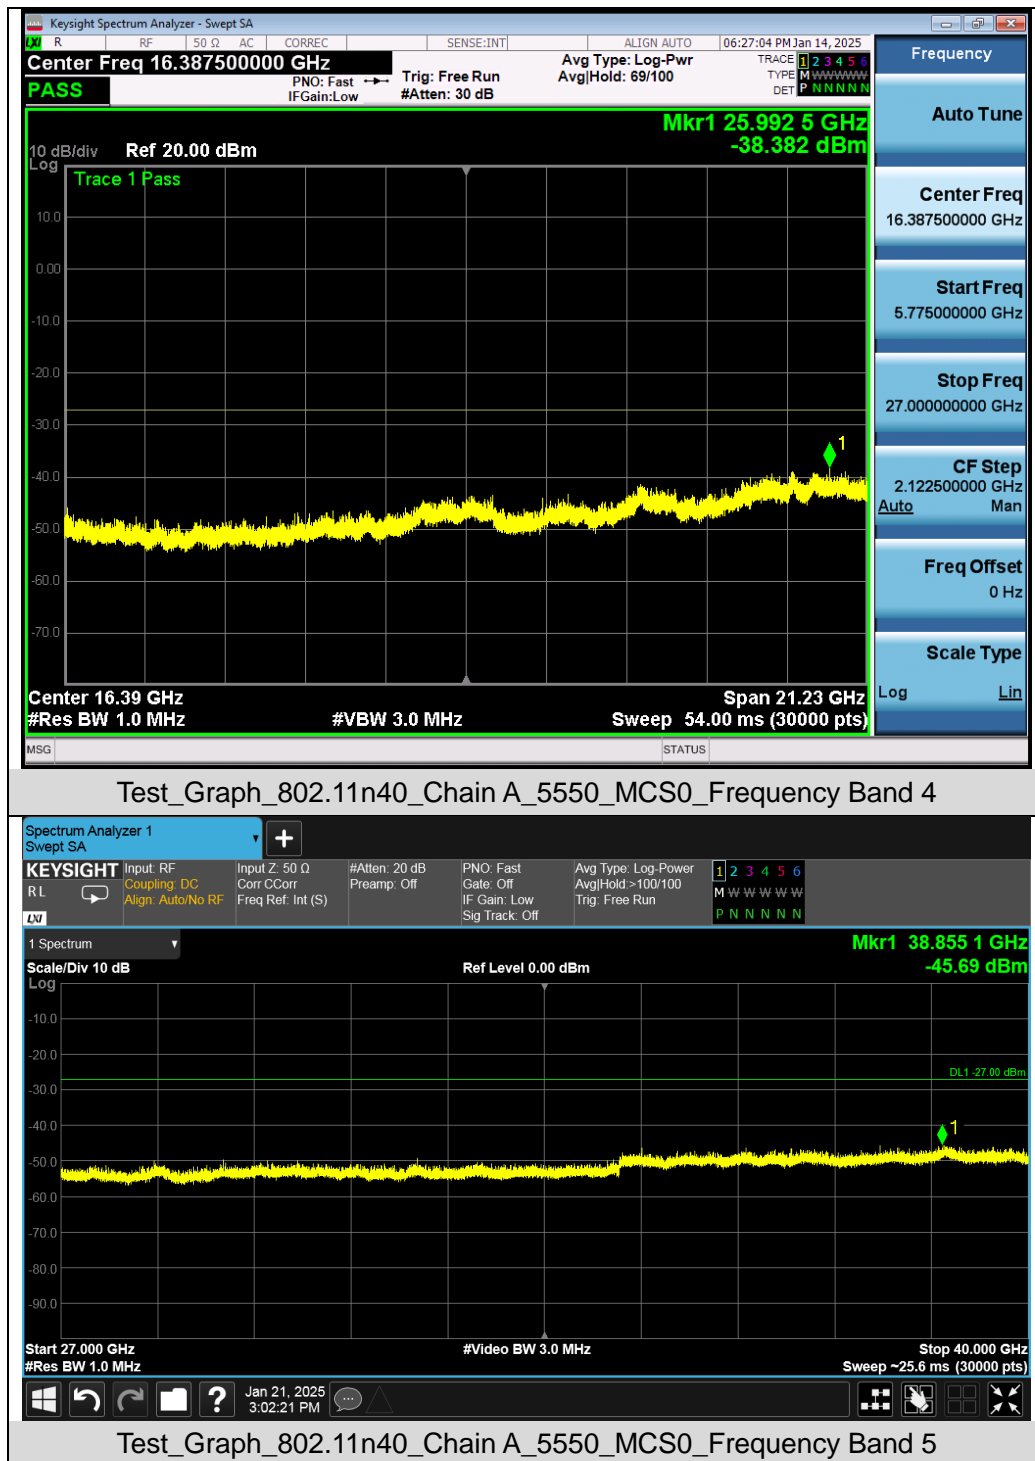 Keysight Spectrum Analyzer - Swept SA
LXI R RF 50 Ω AC CORREC SENSE:INT ALIGN AUTO 06:27:04 PM Jan 14, 2025
Center Freq 16.387500000 GHz
PASS
PNO: Fast
IFGain:Low
Trig: Free Run
#Atten: 30 dB
Avg Type: Log-Pwr
Avg|Hold: 69/100
TRACE 1 2 3 4 5 6
TYPE M W W W W W
DET P N N N N N
Mkr1 25.992 5 GHz
-38.382 dBm
10 dB/div Ref 20.00 dBm
Log
Trace 1 Pass
10.0
0.00
-10.0
-20.0
-30.0
-40.0
-50.0
-60.0
-70.0
1
Center 16.39 GHz Span 21.23 GHz
#Res BW 1.0 MHz #VBW 3.0 MHz Sweep 54.00 ms (30000 pts)
MSG STATUS
Frequency
Auto Tune
Center Freq
16.387500000 GHz
Start Freq
5.775000000 GHz
Stop Freq
27.000000000 GHz
CF Step
2.122500000 GHz
Auto Man
Freq Offset
0 Hz
Scale Type
Log Lin
Test_Graph_802.11n40_Chain A_5550_MCS0_Frequency Band 4
Spectrum Analyzer 1
Swept SA
+
KEYSIGHT
RL
LXI
Input: RF
Coupling: DC
Align: Auto/No RF
Input Z: 50 Ω
Corr CCorr
Freq Ref: Int (S)
#Atten: 20 dB
Preamp: Off
PNO: Fast
Gate: Off
IF Gain: Low
Sig Track: Off
Avg Type: Log-Power
Avg|Hold:>100/100
Trig: Free Run
1 2 3 4 5 6
M W W W W W
P N N N N N
1 Spectrum
Mkr1 38.855 1 GHz
-45.69 dBm
Scale/Div 10 dB Ref Level 0.00 dBm
Log
-10.0
-20.0
DL1 -27.00 dBm
-30.0
-40.0
1
-50.0
-60.0
-70.0
-80.0
-90.0
Start 27.000 GHz #Video BW 3.0 MHz Stop 40.000 GHz
#Res BW 1.0 MHz Sweep ~25.6 ms (30000 pts)
? Jan 21, 2025
3:02:21 PM
Test_Graph_802.11n40_Chain A_5550_MCS0_Frequency Band 5